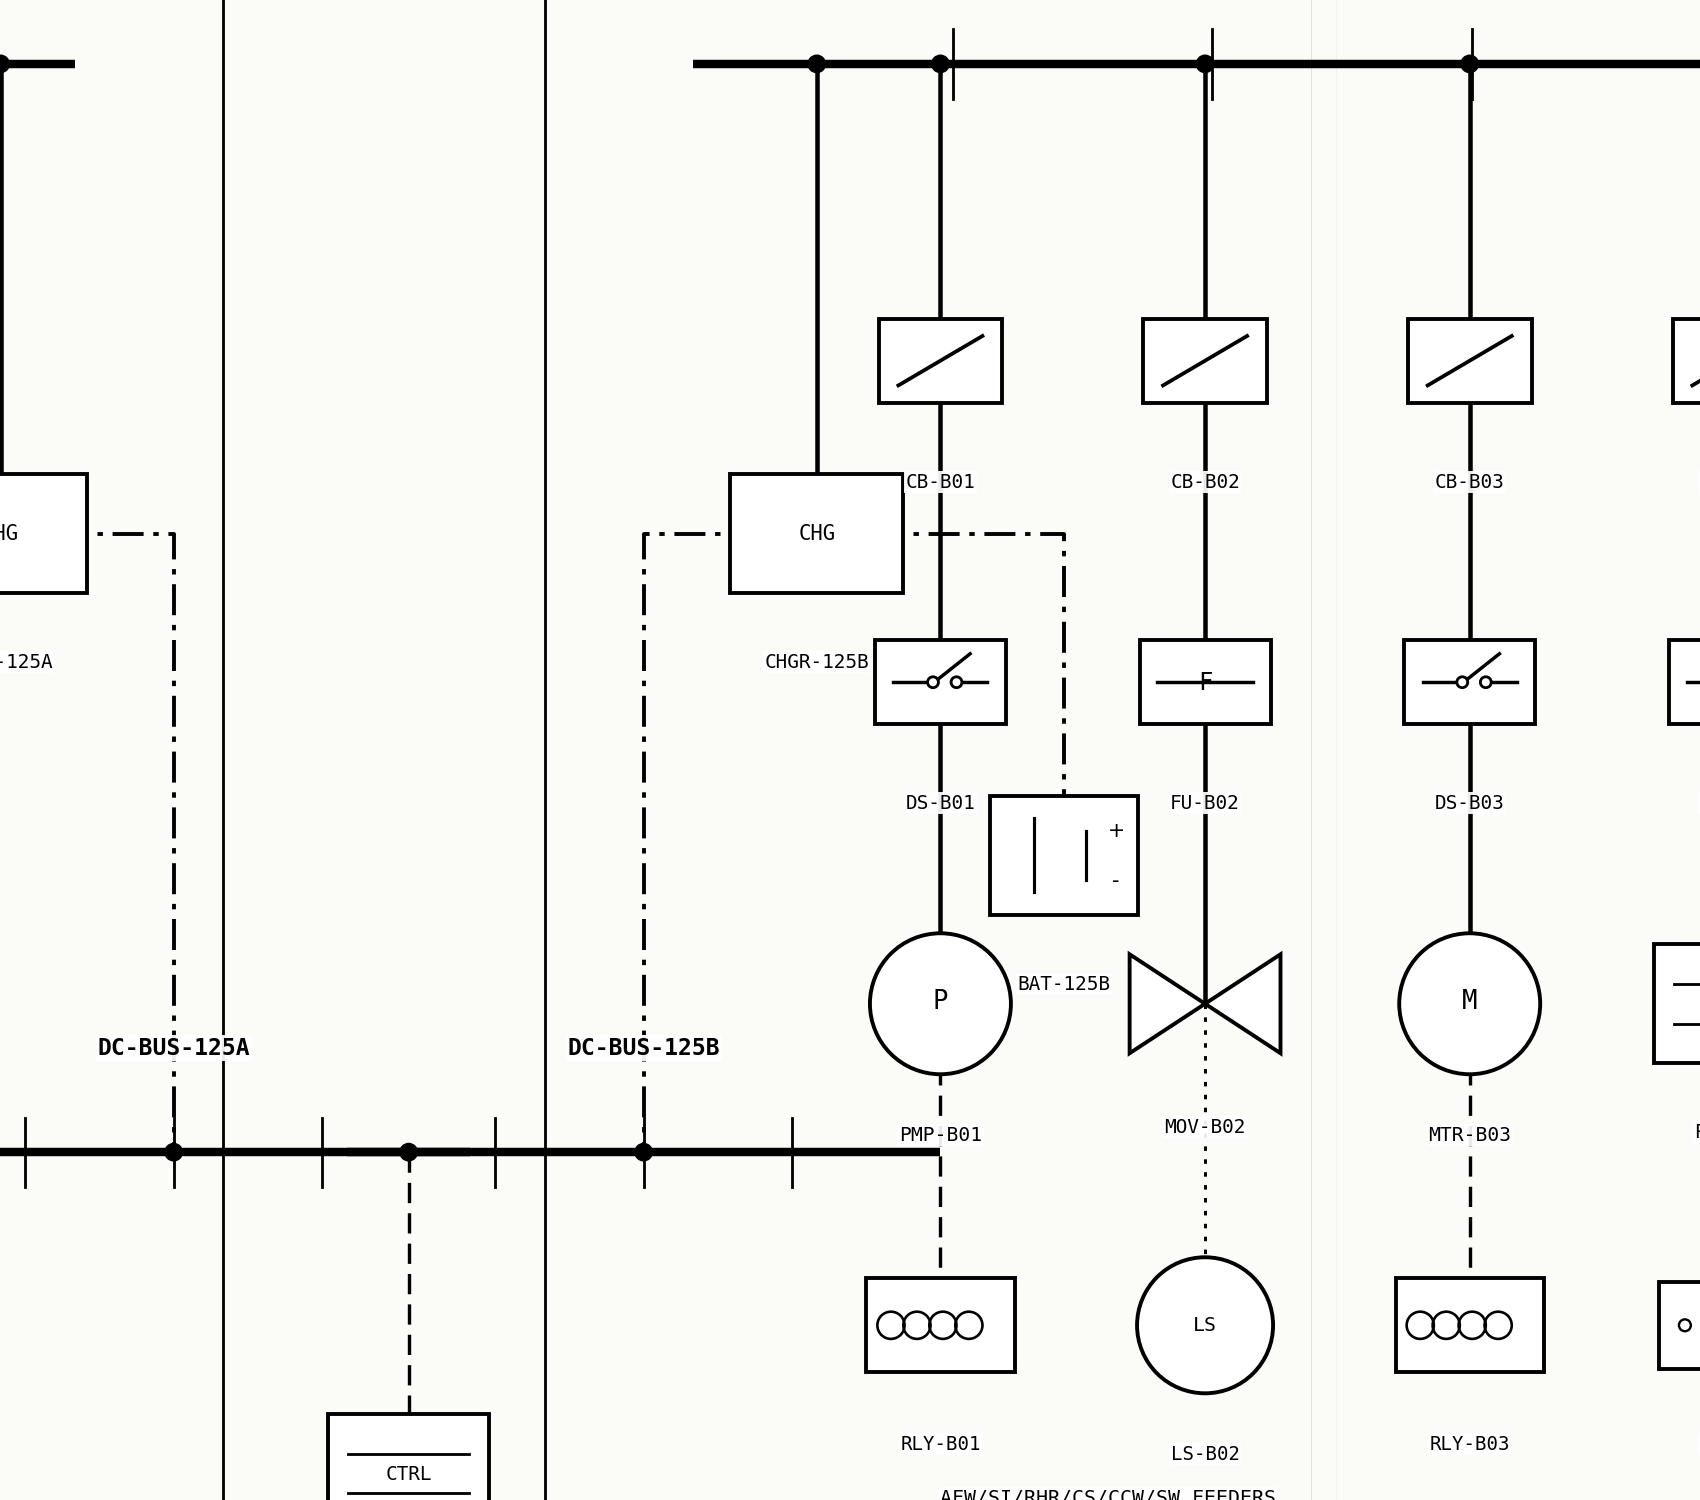 CB-B01 CB-B02 CB-B03
HG CHG
-125A CHGR-125B
F
DS-B01 FU-B02 DS-B03
+
-
BAT-125B
P M
DC-BUS-125A DC-BUS-125B
PMP-B01 MOV-B02 MTR-B03
LS
RLY-B01 LS-B02 RLY-B03
CTRL
AFW/SI/RHR/CS/CCW/SW FEEDERS